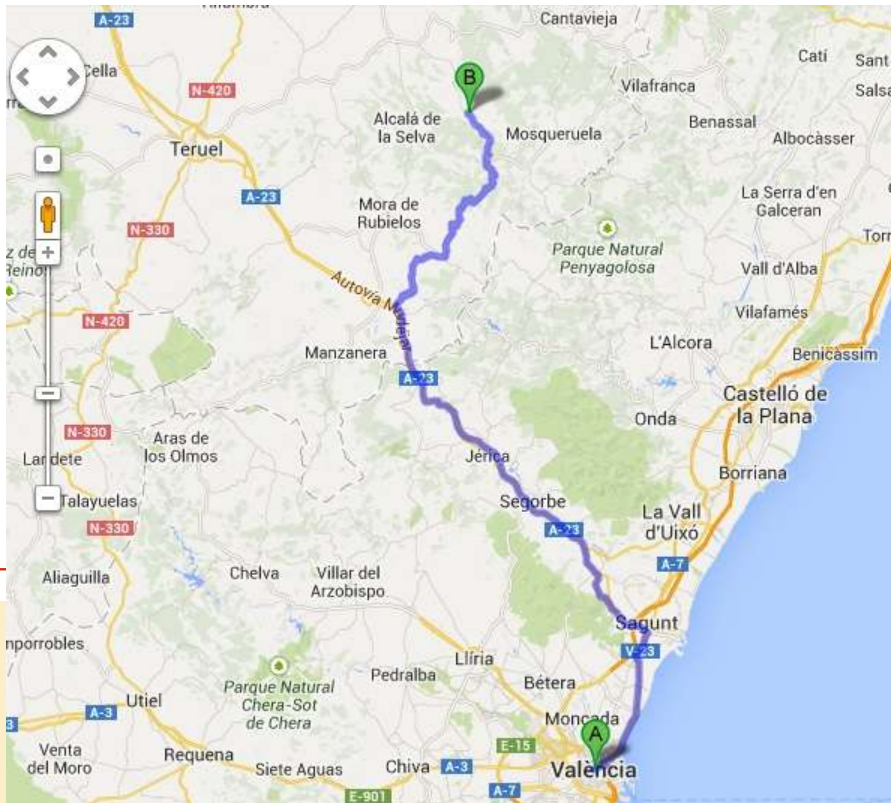 Cantavieja
Cella
N-420
Catí
Sant
Vilafranca
Salsa
B
Alcalá de
la Selva
Mosqueruela
Benassal
Albocàsser
Teruel
A-23
La Serra d'en
Galceran
Mora de
Rubielos
N-330
Parque Natural
Penyagolosa
Vall d'Alba
Autovía Mudéjar
Vilafamés
N-420
L'Alcora
Manzanera
Benicàssim
A-23
Castelló de
la Plana
N-330
Aras de
los Olmos
Onda
Jérica
Borriana
Talayuelas
Segorbe
La Vall
d'Uixó
N-330
A-23
A-7
Aliaguilla
Chelva
Villar del
Arzobispo
Sagunt
V-23
Llíria
Pedralba
Bétera
Parque Natural
Chera-Sot
de Chera
Utiel
A-3
Moncada
A
E-15
València
Venta
del Moro
Requena
Siete Aguas
Chiva
A-3
A-7
E-901